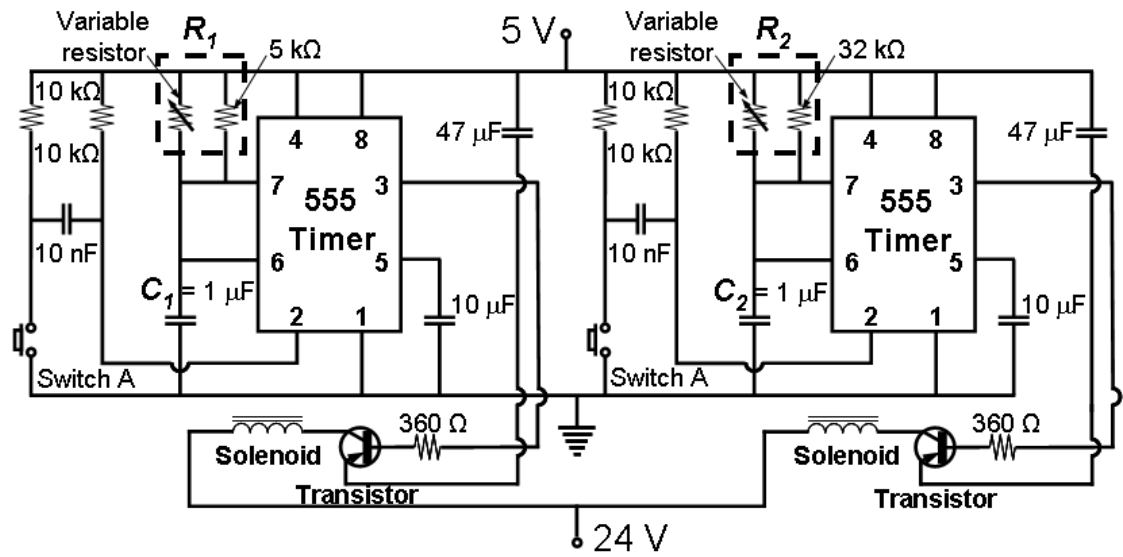 Variable
resistor
R1
5 kΩ
5 V
Variable
resistor
R2
32 kΩ
10 kΩ
10 kΩ
10 nF
4 8
7 3
555
Timer
6 5
2 1
47 µF
C1 = 1 µF
10 µF
Switch A
10 kΩ
10 kΩ
10 nF
4 8
7 3
555
Timer
6 5
2 1
47 µF
C2 = 1 µF
10 µF
Switch A
360 Ω
Solenoid
Transistor
360 Ω
Solenoid
Transistor
24 V